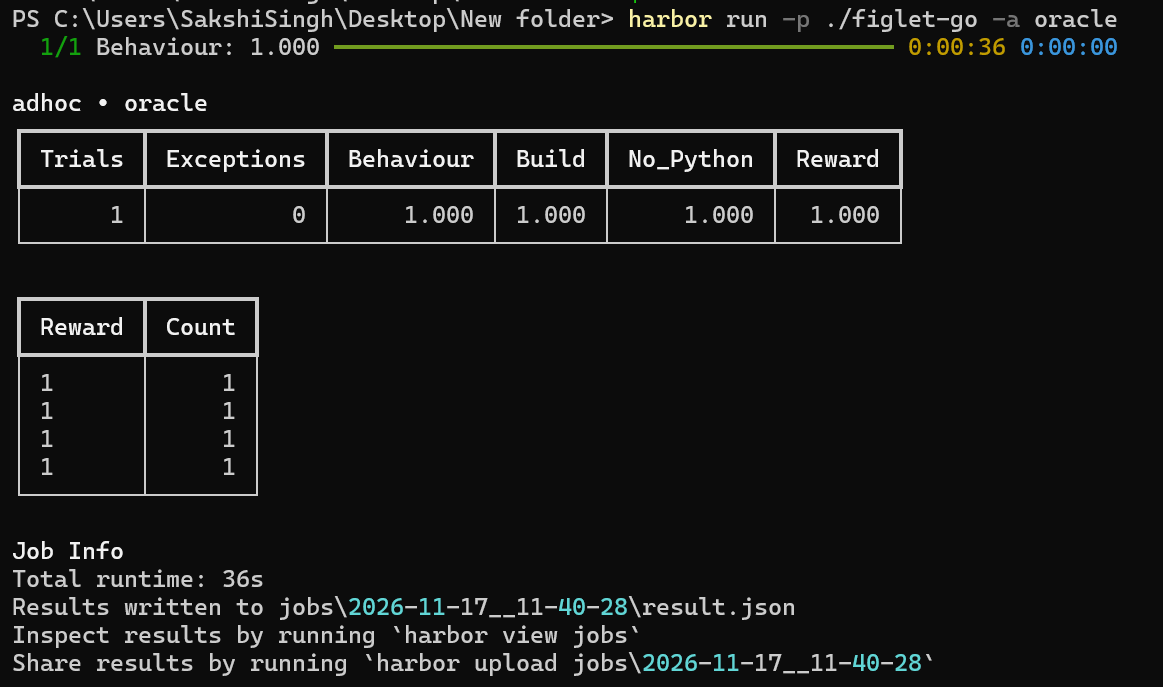 PS C:\Users\SakshiSingh\Desktop\New folder> harbor run -p ./figlet-go -a oracle
1/1 Behaviour: 1.000 0:00:36 0:00:00
adhoc • oracle
Trials Exceptions Behaviour Build No_Python Reward
1 0 1.000 1.000 1.000 1.000
Reward Count
1 1
1 1
1 1
1 1
Job Info
Total runtime: 36s
Results written to jobs\2026-11-17__11-40-28\result.json
Inspect results by running `harbor view jobs`
Share results by running `harbor upload jobs\2026-11-17__11-40-28`